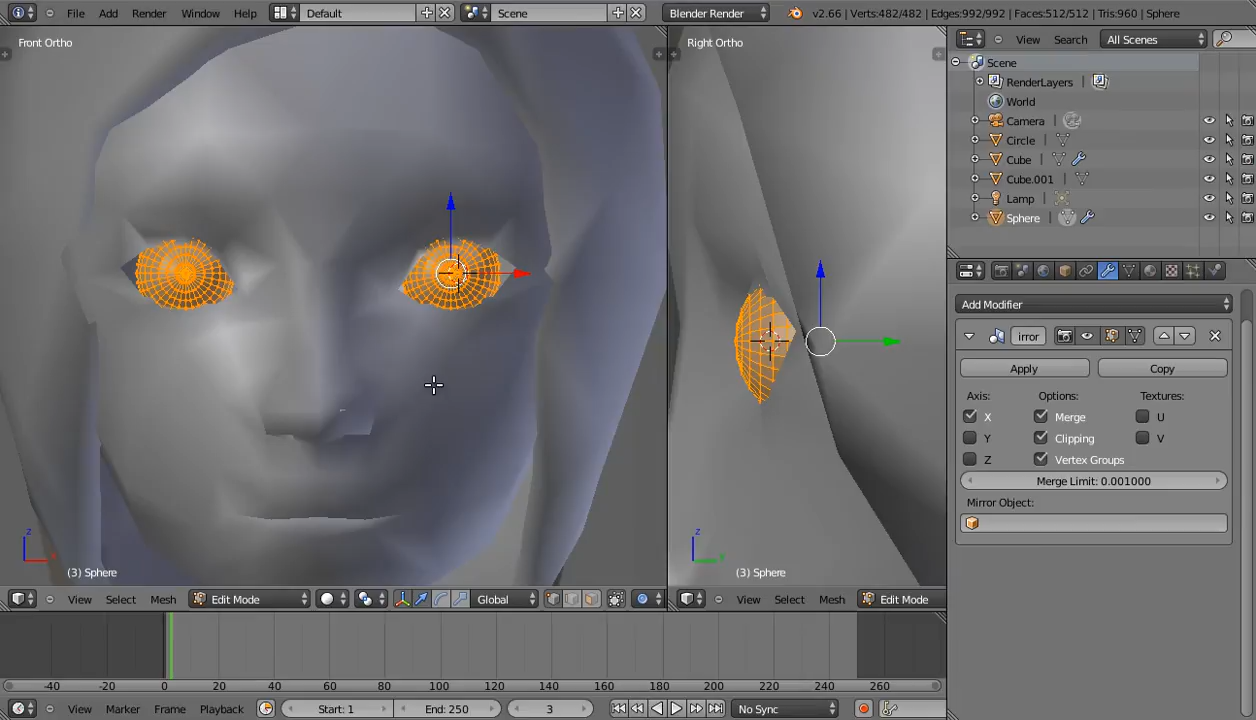 File Add Render Window Help Default Scene Blender Render v2.66 | Verts:482/482 | Edges:992/992 | Faces:512/512 | Tris:960 | Sphere
Front Ortho
Right Ortho
View Search All Scenes
Scene
RenderLayers |
World
Camera |
Circle |
Cube |
Cube.001 |
Lamp |
Sphere |
Add Modifier
irror
Apply Copy
Axis: Options: Textures:
X Merge U
Y Clipping V
Z Vertex Groups
Merge Limit: 0.001000
Mirror Object:
z
z
(3) Sphere
(3) Sphere
View Select Mesh Edit Mode Global
View Select Mesh Edit Mode
-40 -20 0 20 40 60 80 100 120 140 160 180 200 220 240 260
View Marker Frame Playback Start: 1 End: 250 3 No Sync